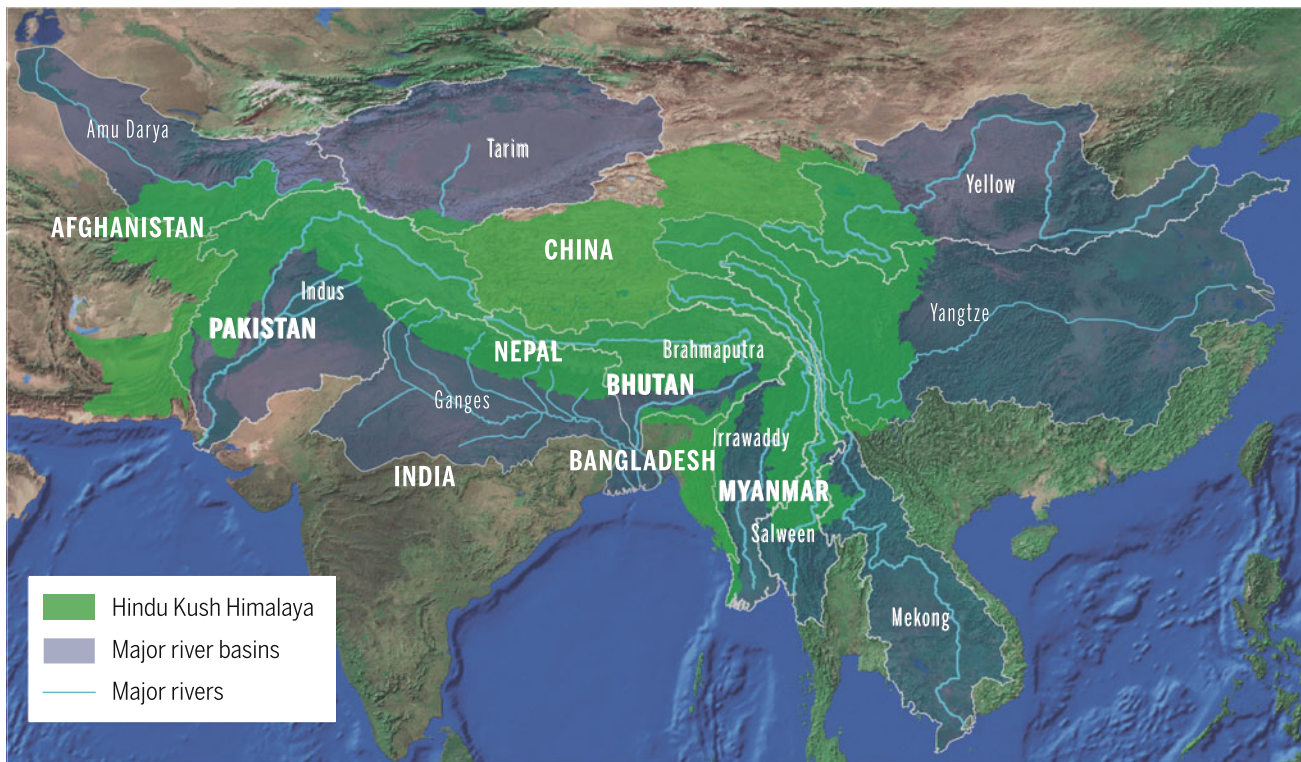 Amu Darya
Tarim
Yellow
AFGHANISTAN
CHINA
Indus
PAKISTAN
Yangtze
NEPAL
Brahmaputra
BHUTAN
Ganges
Irrawaddy
BANGLADESH
INDIA
MYANMAR
Salween
Hindu Kush Himalaya
Major river basins
Major rivers
Mekong